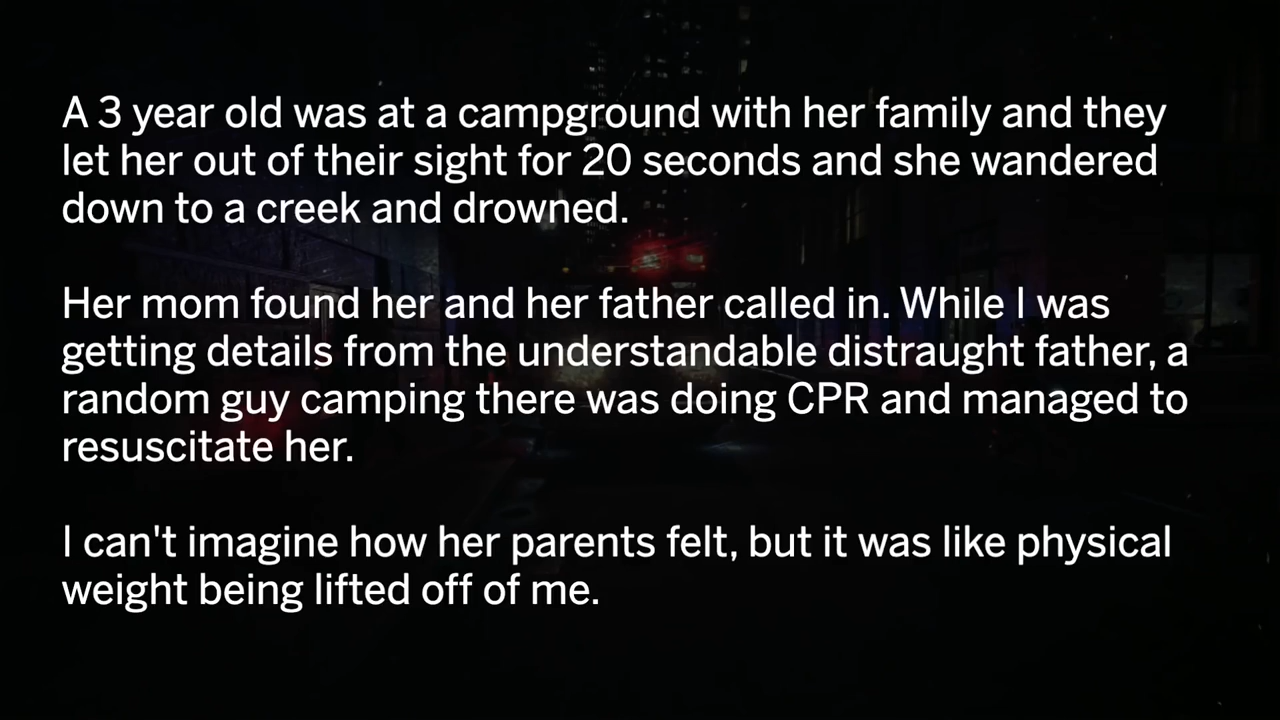 A 3 year old was at a campground with her family and they
let her out of their sight for 20 seconds and she wandered
down to a creek and drowned.
Her mom found her and her father called in. While I was
getting details from the understandable distraught father, a
random guy camping there was doing CPR and managed to
resuscitate her.
I can't imagine how her parents felt, but it was like physical
weight being lifted off of me.